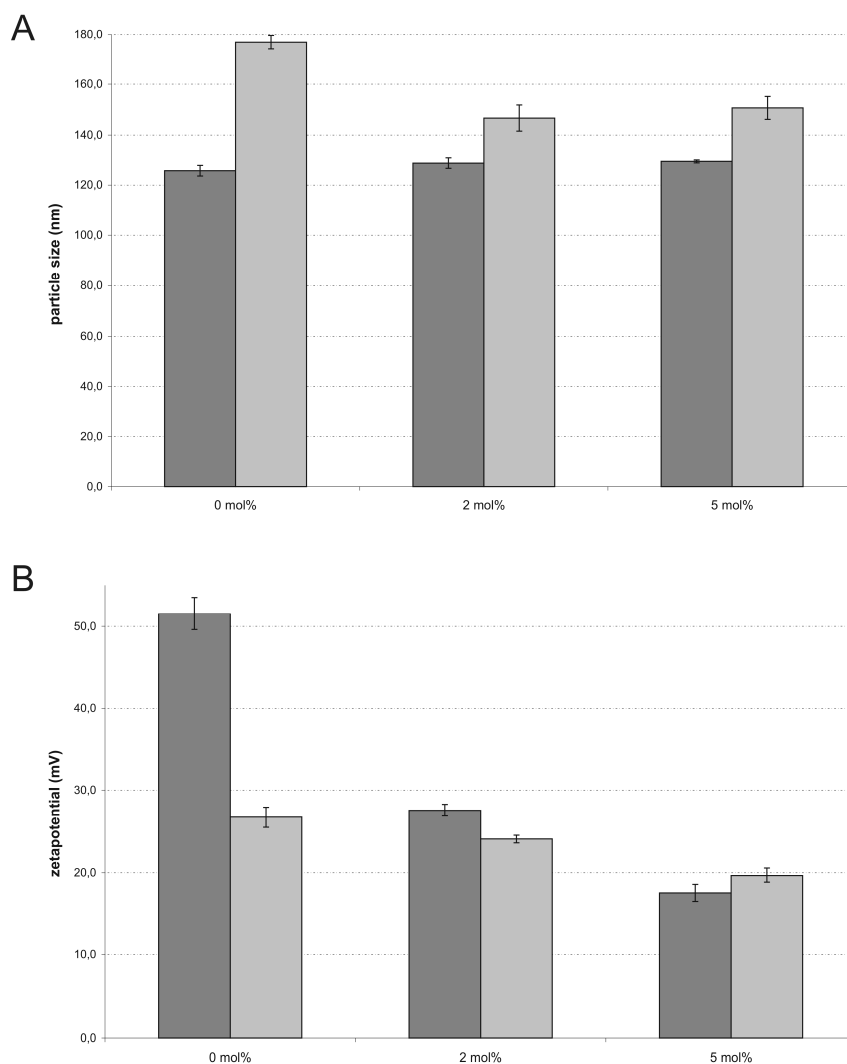 A
180,0
160,0
140,0
120,0
100,0
80,0
60,0
40,0
20,0
0,0
particle size (nm)
0 mol%
2 mol%
5 mol%
B
50,0
40,0
30,0
20,0
10,0
0,0
zetapotential (mV)
0 mol%
2 mol%
5 mol%